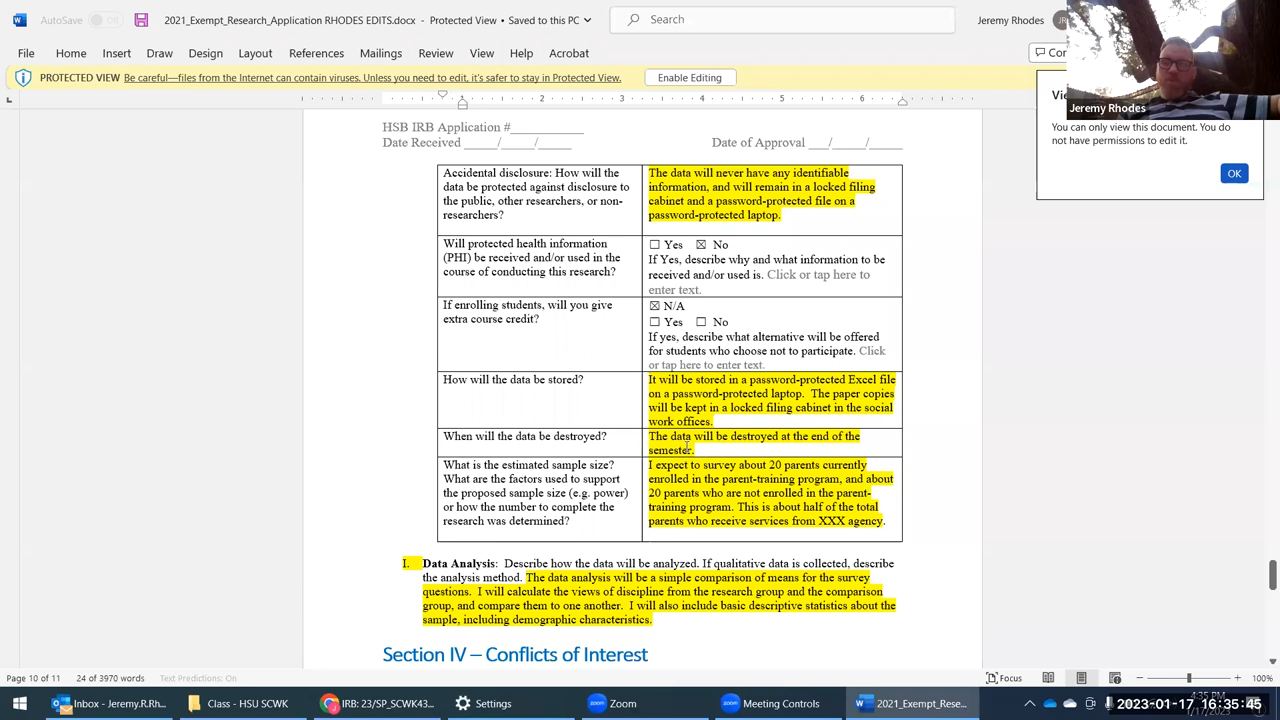 AutoSave
Off
2021_Exempt_Research_Application RHODES EDITS.docx - Protected View • Saved to this PC
Search
Jeremy Rhodes
File Home Insert Draw Design Layout References Mailings Review View Help Acrobat
PROTECTED VIEW Be careful—files from the Internet can contain viruses. Unless you need to edit, it's safer to stay in Protected View.
Enable Editing
Jeremy Rhodes
You can only view this document. You do
not have permissions to edit it.
OK
2 3 4 5 6
HSB IRB Application #___________
Date Received _____/_____/_____
Date of Approval ___/_____/_____
Accidental disclosure: How will the
data be protected against disclosure to
the public, other researchers, or non-
researchers?
The data will never have any identifiable
information, and will remain in a locked filing
cabinet and a password-protected file on a
password-protected laptop.
Will protected health information
(PHI) be received and/or used in the
course of conducting this research?
☐ Yes ☒ No
If Yes, describe why and what information to be
received and/or used is. Click or tap here to
enter text.
If enrolling students, will you give
extra course credit?
☒ N/A
☐ Yes ☐ No
If yes, describe what alternative will be offered
for students who choose not to participate. Click
or tap here to enter text.
How will the data be stored?
It will be stored in a password-protected Excel file
on a password-protected laptop. The paper copies
will be kept in a locked filing cabinet in the social
work offices.
When will the data be destroyed?
The data will be destroyed at the end of the
semester.
What is the estimated sample size?
What are the factors used to support
the proposed sample size (e.g. power)
or how the number to complete the
research was determined?
I expect to survey about 20 parents currently
enrolled in the parent-training program, and about
20 parents who are not enrolled in the parent-
training program. This is about half of the total
parents who receive services from XXX agency.
I. Data Analysis: Describe how the data will be analyzed. If qualitative data is collected, describe
the analysis method. The data analysis will be a simple comparison of means for the survey
questions. I will calculate the views of discipline from the research group and the comparison
group, and compare them to one another. I will also include basic descriptive statistics about the
sample, including demographic characteristics.
Section IV – Conflicts of Interest
Page 10 of 11 24 of 3970 words Text Predictions: On
Focus
100%
Inbox - Jeremy.R.Rh...
Class - HSU SCWK
IRB: 23/SP_SCWK43...
Settings
Zoom
Meeting Controls
2021_Exempt_Rese...
4:35 PM
1/17/2023
2023-01-17 16:35:45